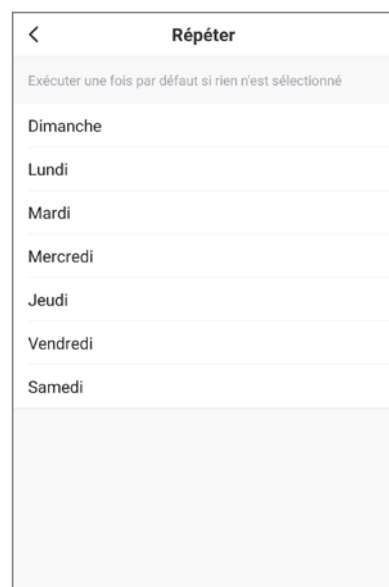 Répéter
Exécuter une fois par défaut si rien n'est sélectionné
Dimanche
Lundi
Mardi
Mercredi
Jeudi
Vendredi
Samedi